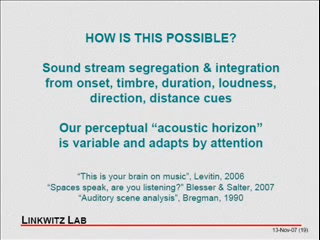 HOW IS THIS POSSIBLE?
Sound stream segregation & integration
from onset, timbre, duration, loudness,
direction, distance cues
Our perceptual “acoustic horizon”
is variable and adapts by attention
“This is your brain on music”, Levitin, 2006
“Spaces speak, are you listening?” Blesser & Salter, 2007
“Auditory scene analysis”, Bregman, 1990
LINKWITZ LAB
13-Nov-07 (19)